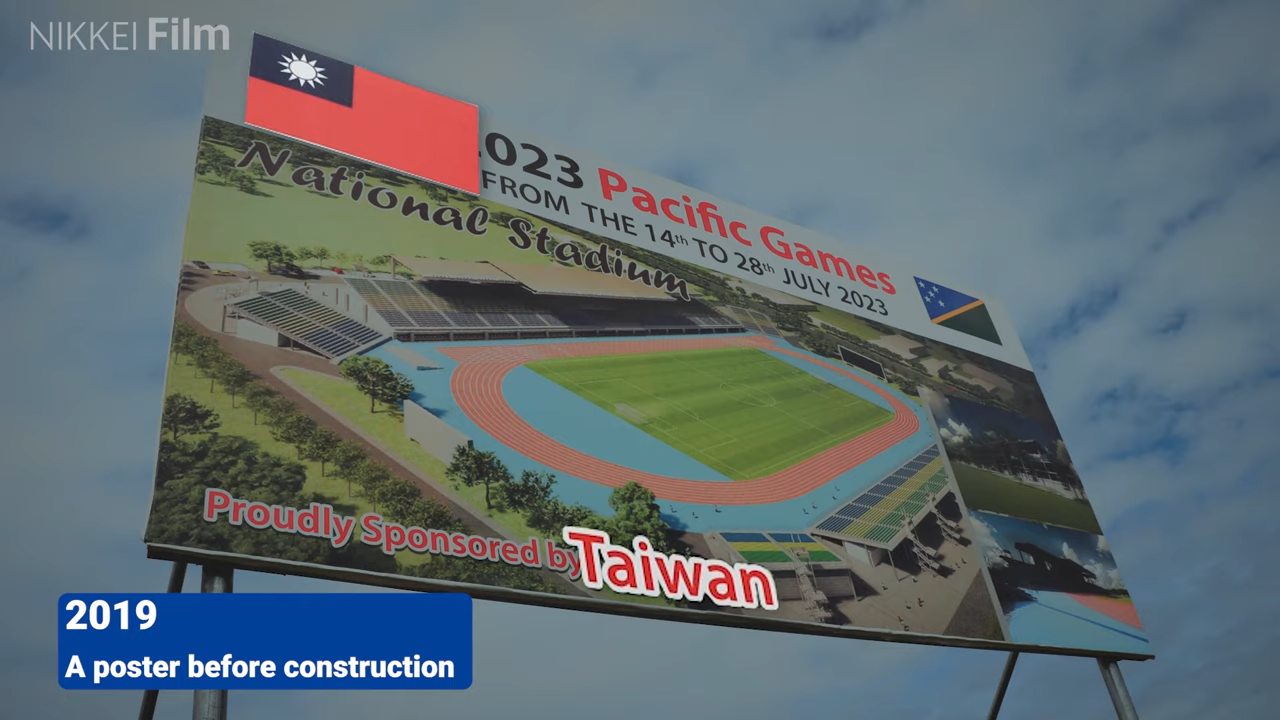 NIKKEI Film
2023 Pacific Games
FROM THE 14th TO 28th JULY 2023
National Stadium
Proudly Sponsored by Taiwan
2019
A poster before construction